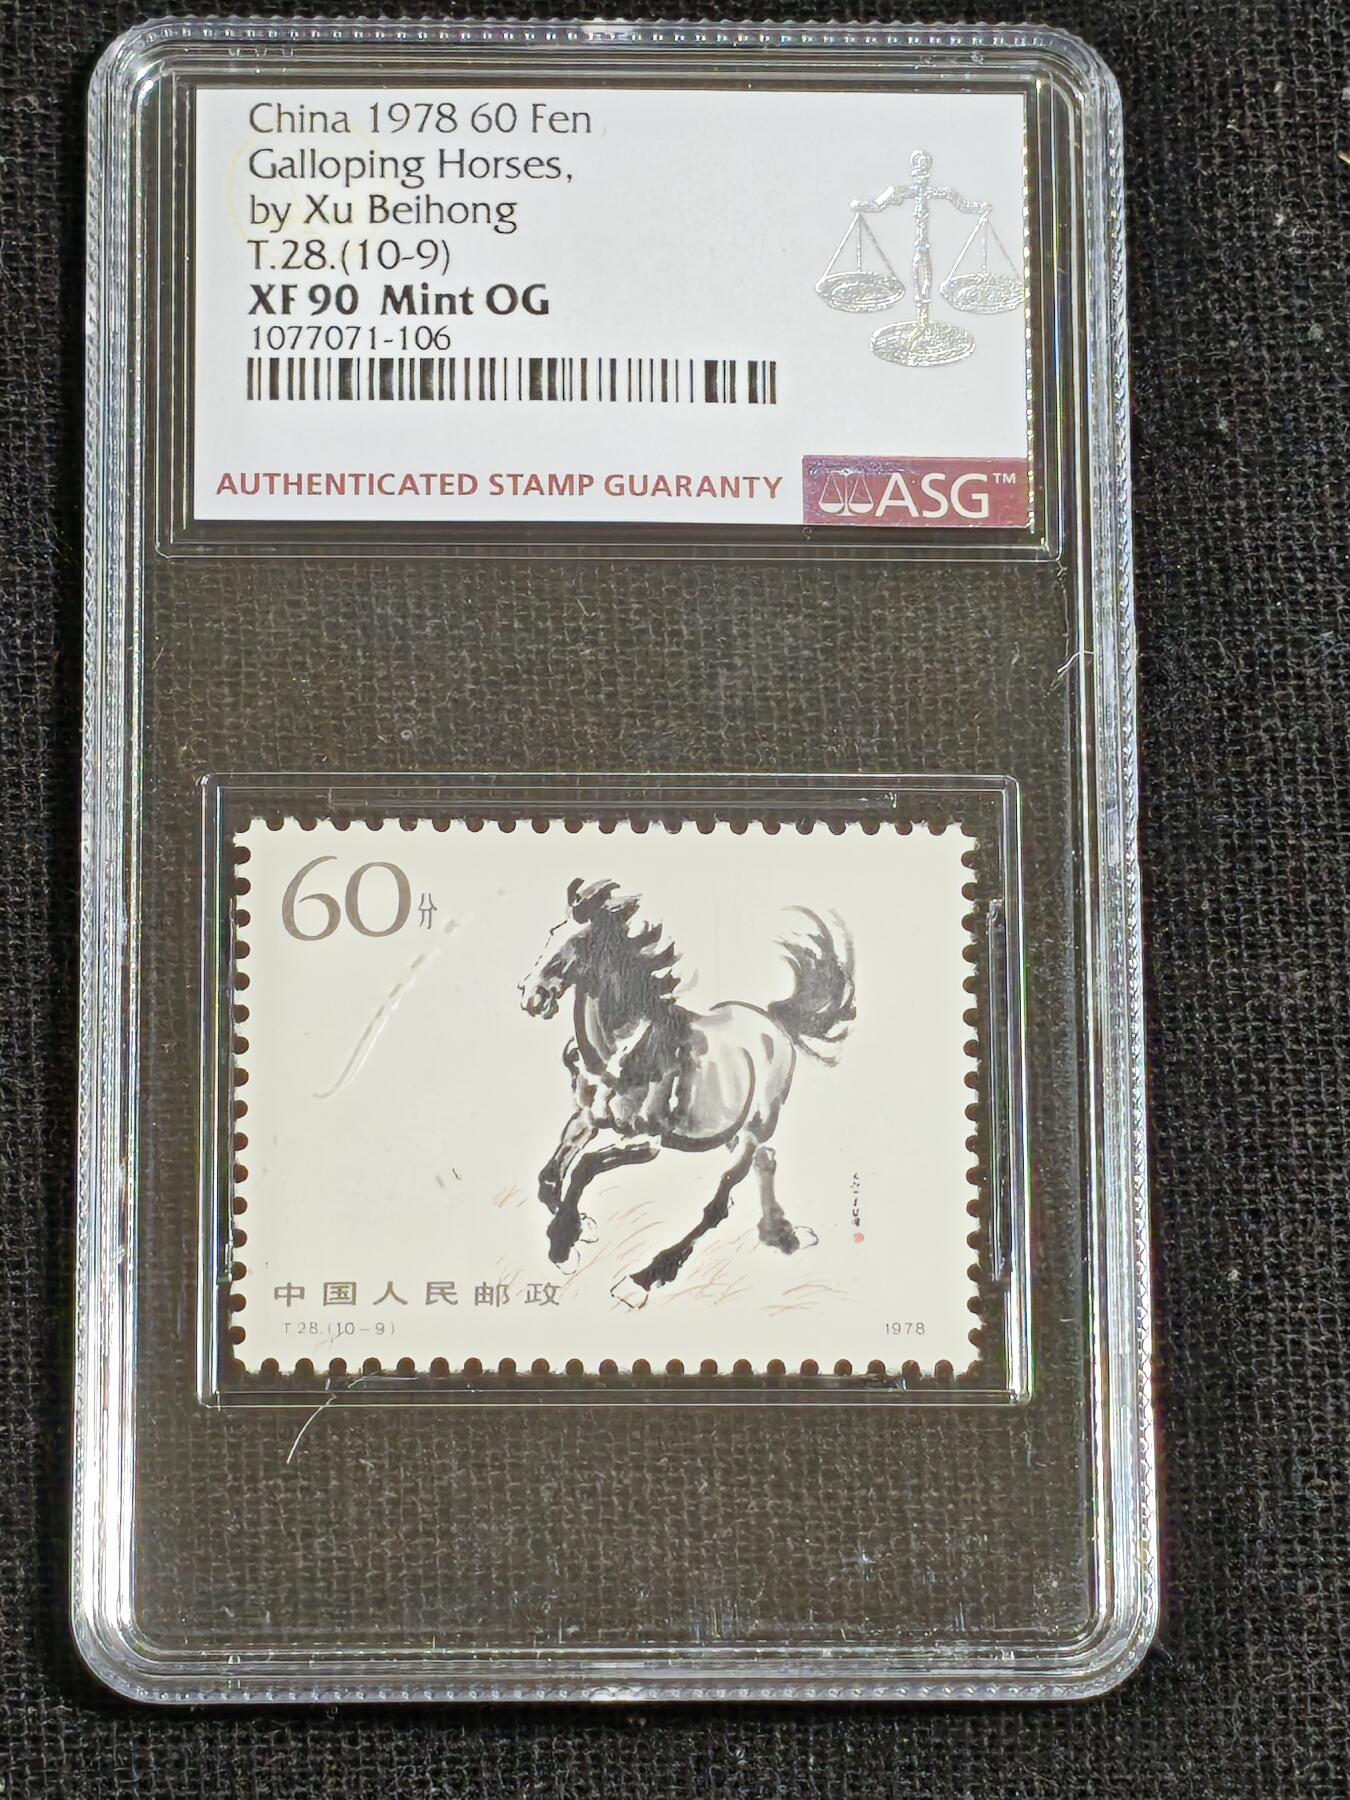 China 1978 60 Fen
Galloping Horses,
by Xu Beihong
T.28.(10-9)
XF 90 Mint OG
1077071-106
AUTHENTICATED STAMP GUARANTY
ASG™
60分
中国人民邮政
T.28.(10-9)
1978